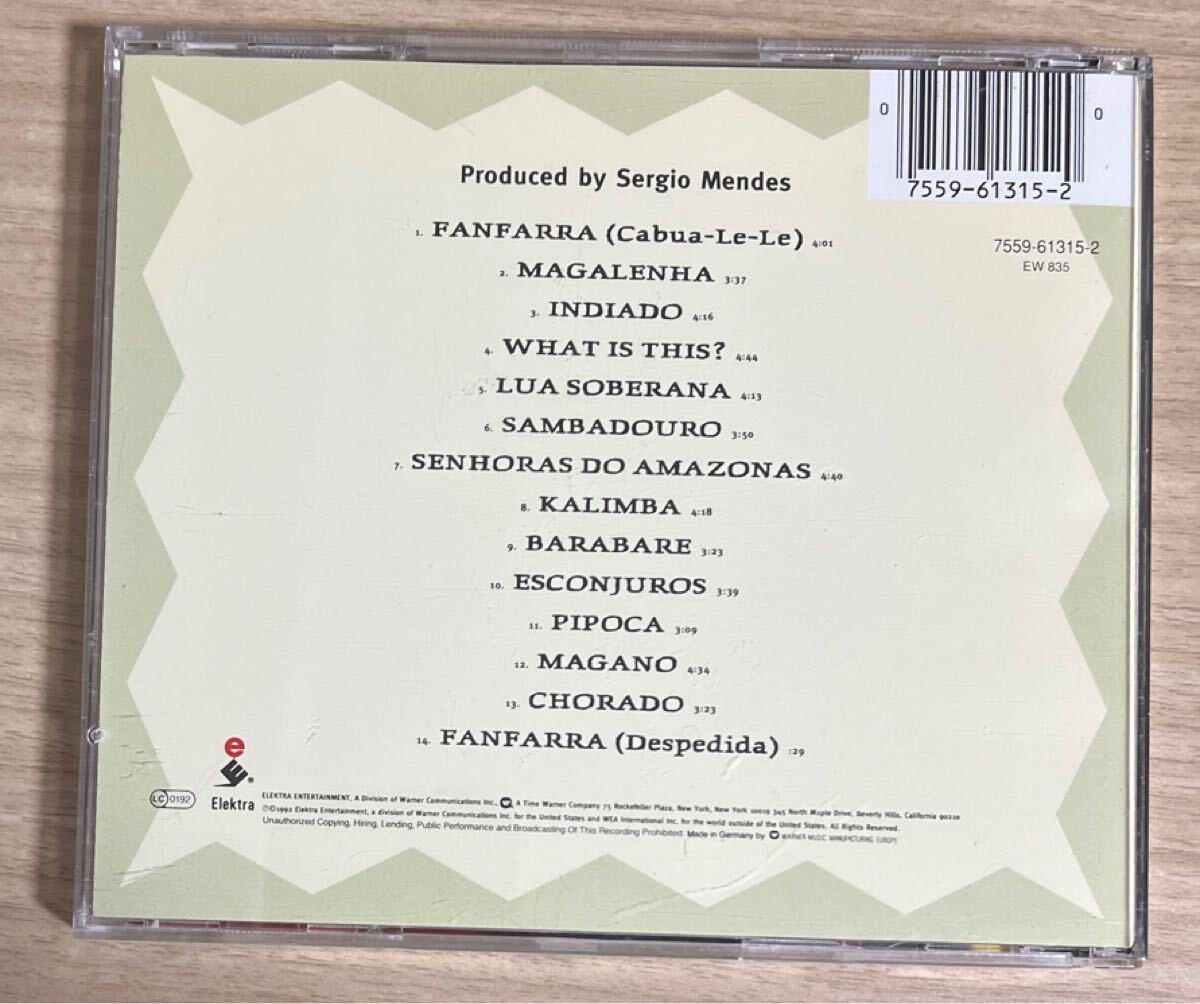 0 0
7559-61315-2
Produced by Sergio Mendes
7559-61315-2
EW 835
1. FANFARRA (Cabua-Le-Le) 4:01
2. MAGALENHA 3:37
3. INDIADO 4:16
4. WHAT IS THIS? 4:44
5. LUA SOBERANA 4:13
6. SAMBADOURO 3:50
7. SENHORAS DO AMAZONAS 4:40
8. KALIMBA 4:18
9. BARABARE 3:23
10. ESCONJUROS 3:39
11. PIPOCA 3:09
12. MAGANO 4:34
13. CHORADO 3:23
14. FANFARRA (Despedida) :29
e
LC 0192
Elektra ®
ELEKTRA ENTERTAINMENT, A Division of Warner Communications Inc., A Time Warner Company 75 Rockefeller Plaza, New York, New York 10019 345 North Maple Drive, Beverly Hills, California 90210
℗©1992 Elektra Entertainment, a division of Warner Communications Inc. for the United States and WEA International Inc. for the world outside of the United States. All Rights Reserved.
Unauthorized Copying, Hiring, Lending, Public Performance and Broadcasting Of This Recording Prohibited. Made in Germany by WARNER MUSIC MANUFACTURING EUROPE